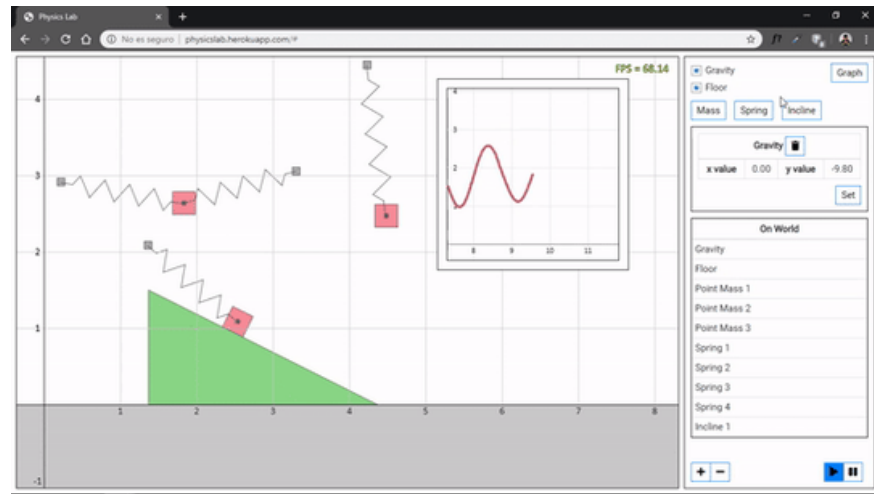 Physics Lab
No es seguro | physicslab.herokuapp.com/#
FPS = 68.14
4
3
2
1
-1
1 2 3 4 5 6 7 8
4
3
2
8 9 10 11
Gravity
Floor
Graph
Mass Spring Incline
Gravity
x value 0.00 y value -9.80
Set
On World
Gravity
Floor
Point Mass 1
Point Mass 2
Point Mass 3
Spring 1
Spring 2
Spring 3
Spring 4
Incline 1